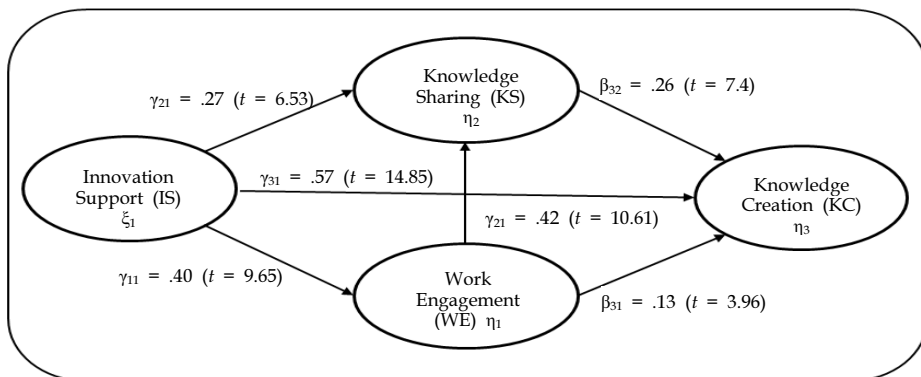 Knowledge
Sharing (KS)
η₂
γ₂₁ = .27 (t = 6.53)
β₃₂ = .26 (t = 7.4)
Innovation
Support (IS)
ξ₁
γ₃₁ = .57 (t = 14.85)
Knowledge
Creation (KC)
η₃
γ₂₁ = .42 (t = 10.61)
γ₁₁ = .40 (t = 9.65)
Work
Engagement
(WE) η₁
β₃₁ = .13 (t = 3.96)